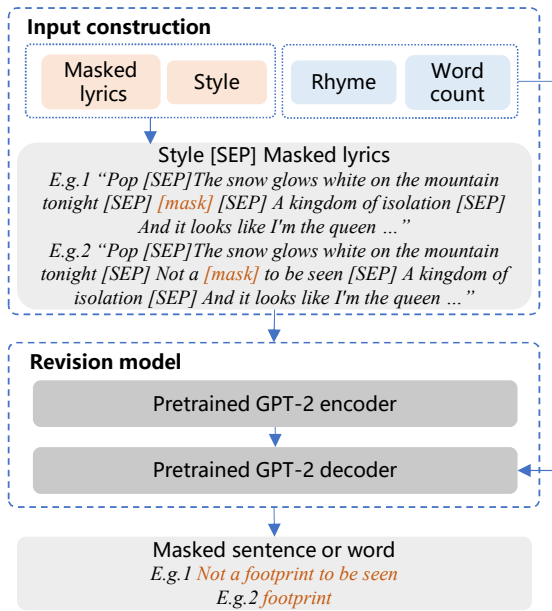 Input construction
Masked lyrics
Style
Rhyme
Word count
Style [SEP] Masked lyrics
E.g.1 “Pop [SEP]The snow glows white on the mountain
tonight [SEP] [mask] [SEP] A kingdom of isolation [SEP]
And it looks like I'm the queen …”
E.g.2 “Pop [SEP]The snow glows white on the mountain
tonight [SEP] Not a [mask] to be seen [SEP] A kingdom of
isolation [SEP] And it looks like I'm the queen …”
Revision model
Pretrained GPT-2 encoder
Pretrained GPT-2 decoder
Masked sentence or word
E.g.1 Not a footprint to be seen
E.g.2 footprint